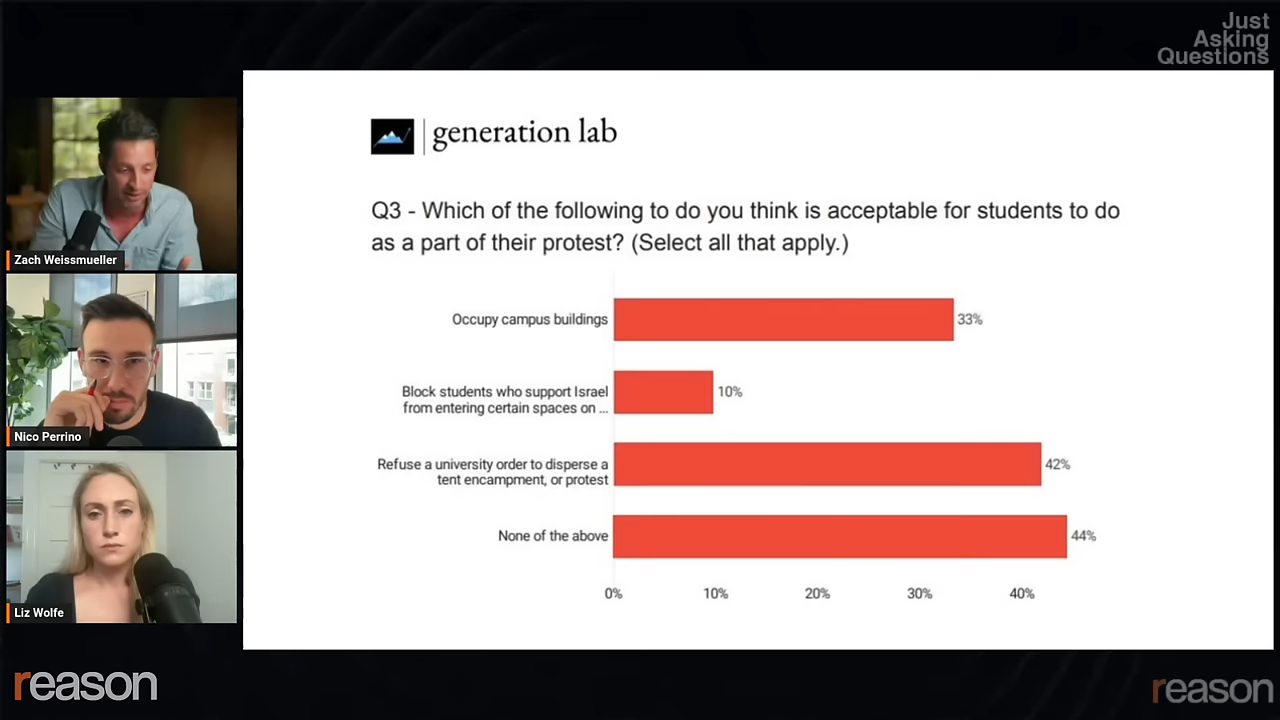 Just
Asking
Questions
generation lab
Q3 - Which of the following to do you think is acceptable for students to do
as a part of their protest? (Select all that apply.)
Occupy campus buildings
33%
Block students who support Israel
from entering certain spaces on ...
10%
Refuse a university order to disperse a
tent encampment, or protest
42%
None of the above
44%
0%
10%
20%
30%
40%
Zach Weissmueller
Nico Perrino
Liz Wolfe
reason
reason